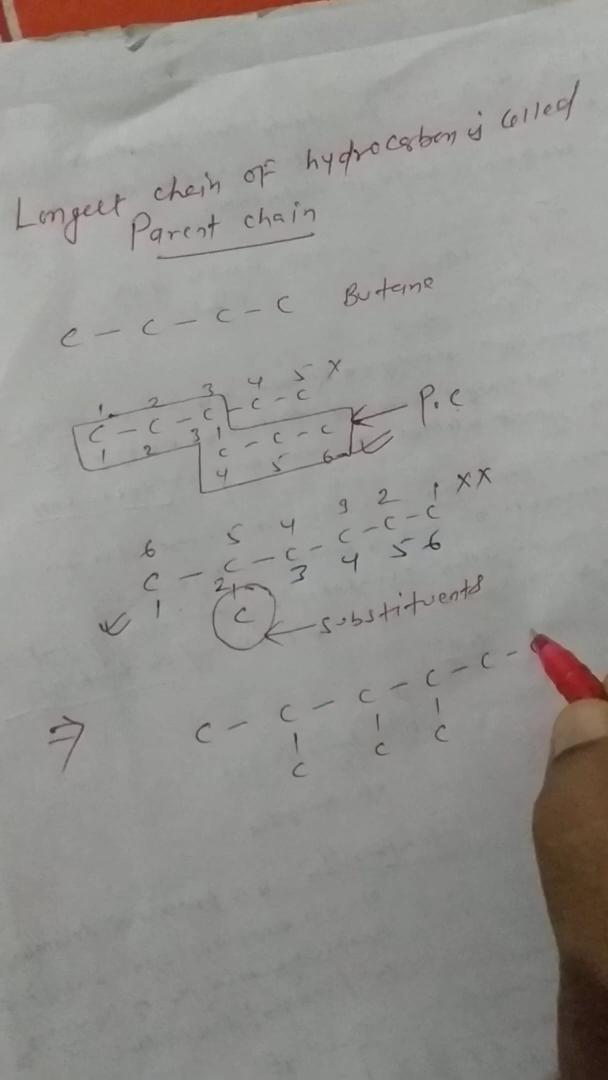 Longest chain of hydrocarbon is called
Parent chain
C - C - C - C Butane
1 2 3 4 5 X
C - C - C - C - C
1 2 3 | P.C
C - C - C
4 5 6
6 5 4 3 2 1 XX
C - C - C - C - C - C
1 2 3 4 5 6
C substituents
⇒ C - C - C - C - C -
| | |
C C C